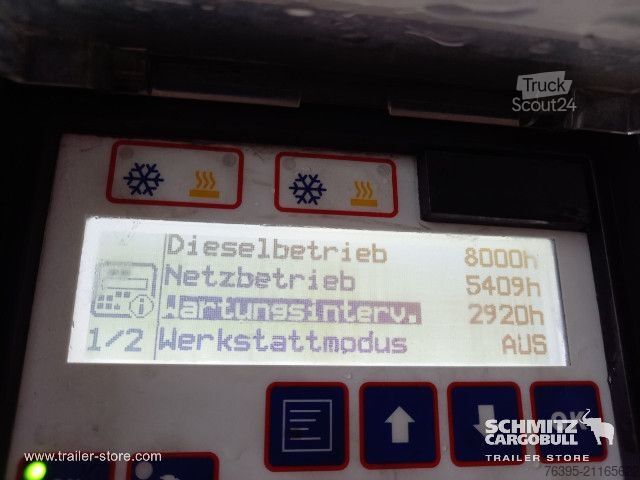 Truck
Scout24
Dieselbetrieb 8000h
Netzbetrieb 5409h
Wartungsinterv. 2920h
1/2 Werkstattmodus AUS
OK
SCHMITZ
CARGOBULL
TRAILER STORE
www.trailer-store.com